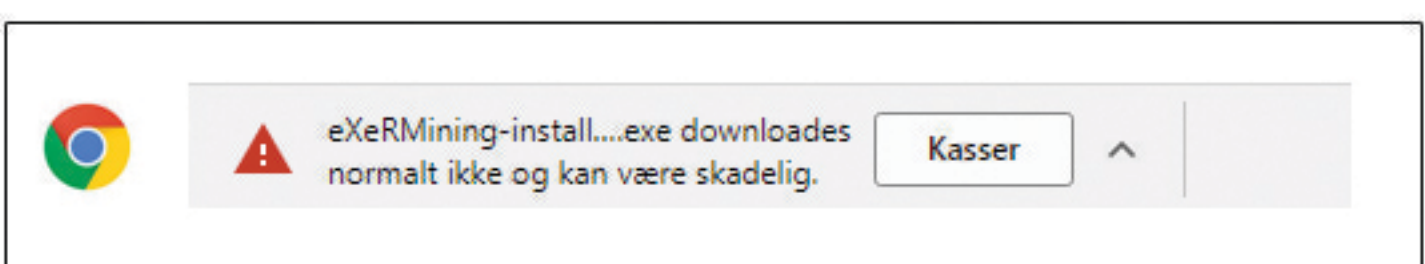 eXeRMining-install....exe downloades
normalt ikke og kan være skadelig.
Kasser